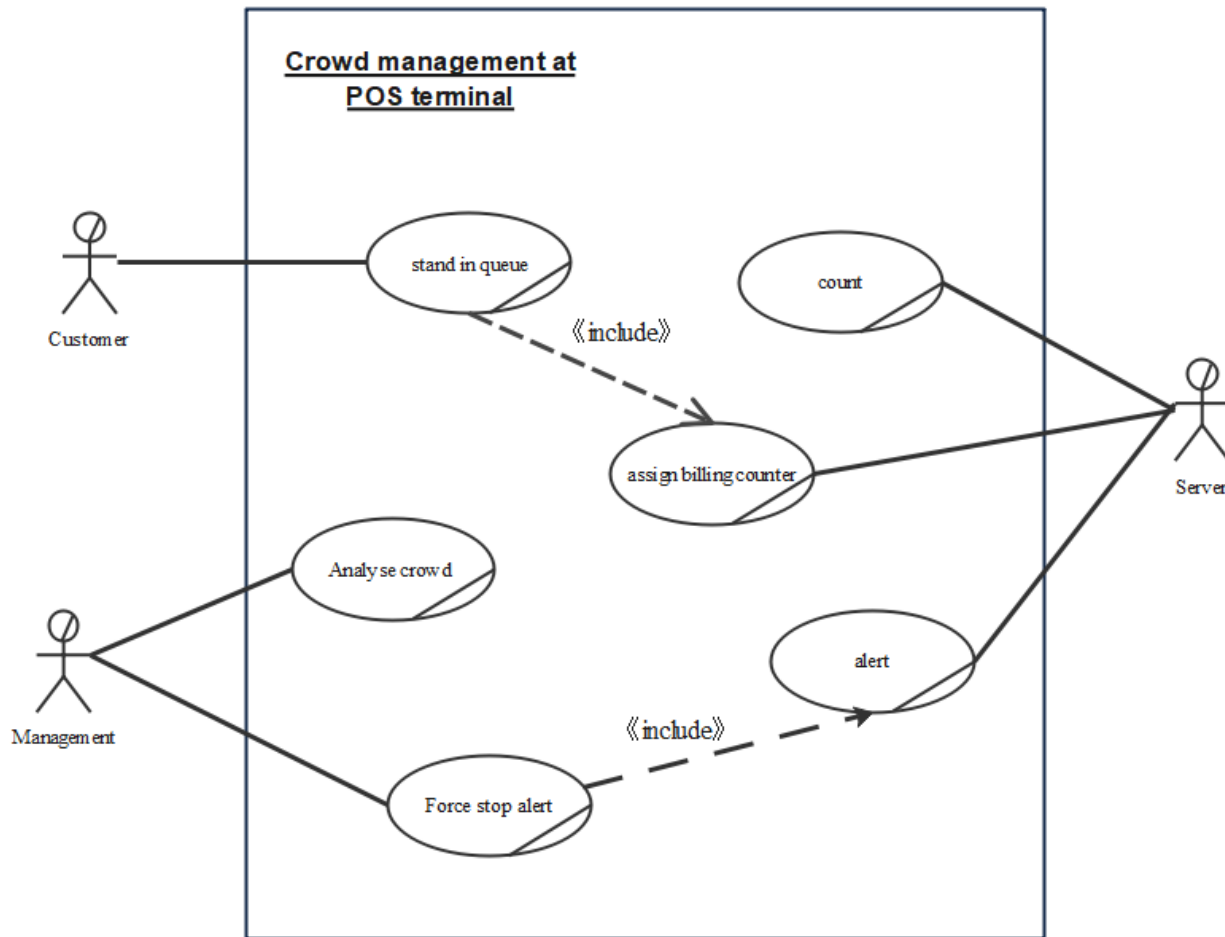 Crowd management at
POS terminal
stand in queue
count
Customer
《include》
assign billing counter
Server
Analyse crowd
alert
Management
《include》
Force stop alert